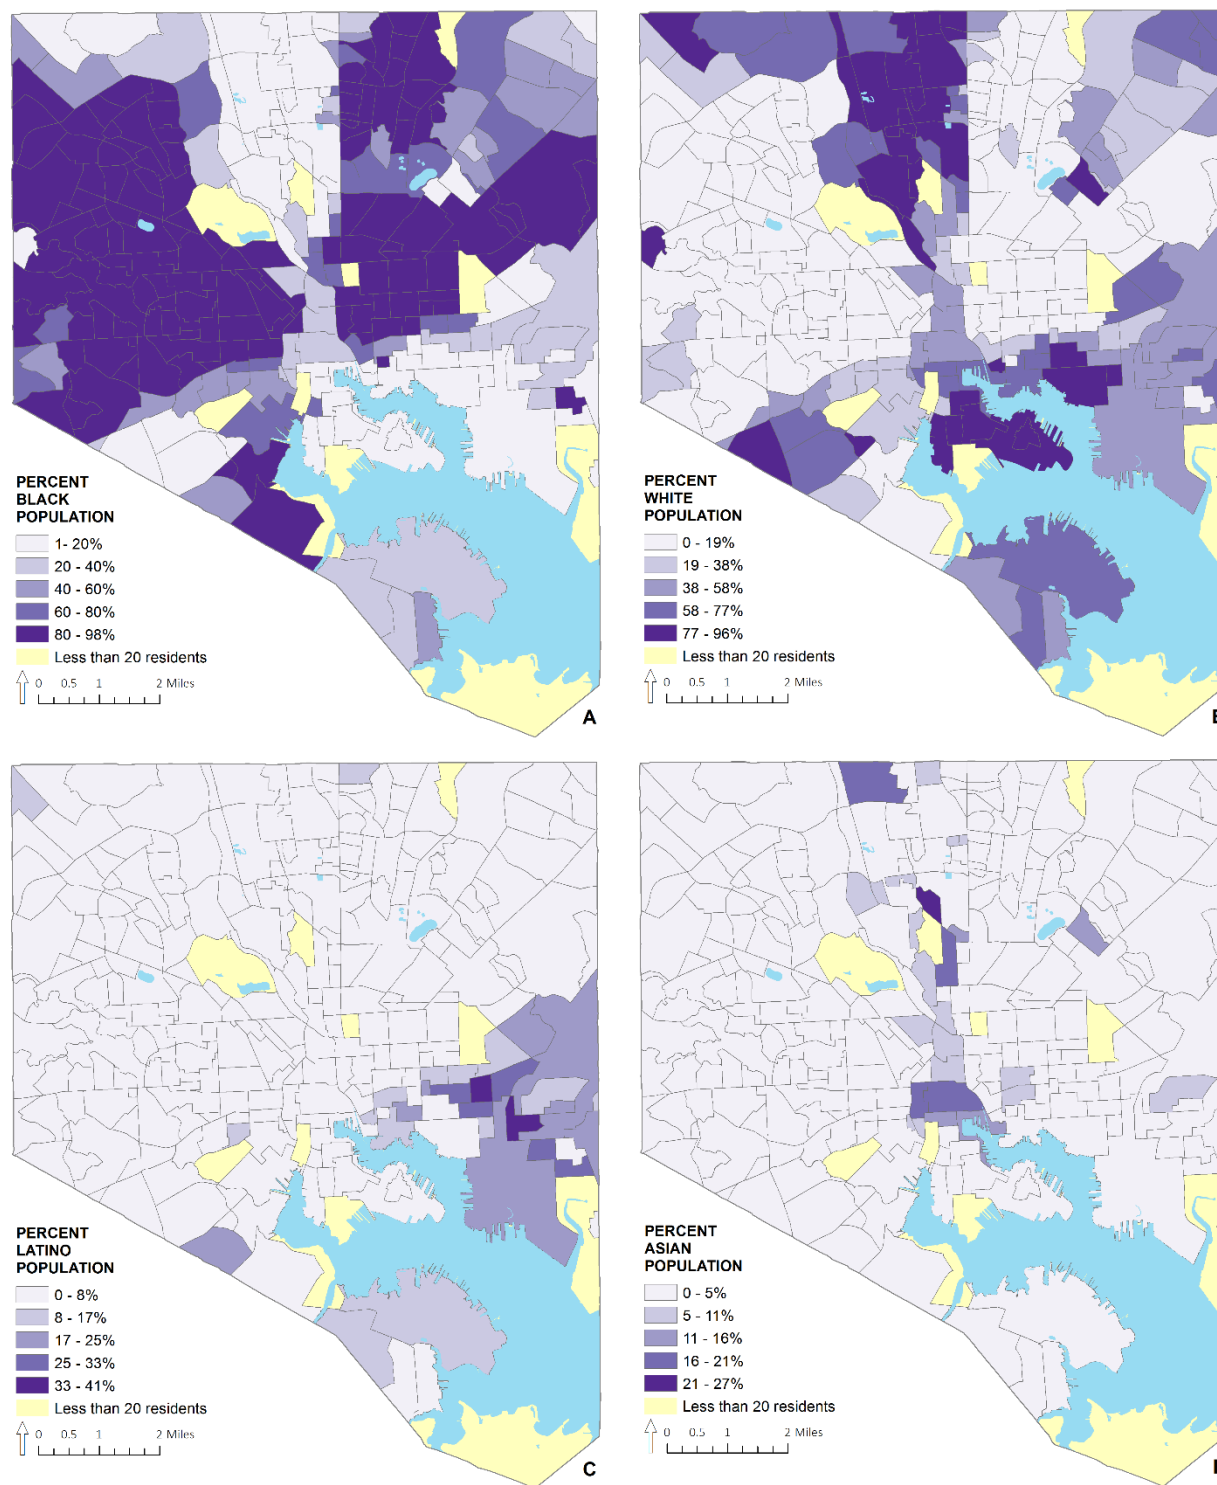 PERCENT
BLACK
POPULATION
1- 20%
20 - 40%
40 - 60%
60 - 80%
80 - 98%
Less than 20 residents
0 0.5 1 2 Miles
A
PERCENT
WHITE
POPULATION
0 - 19%
19 - 38%
38 - 58%
58 - 77%
77 - 96%
Less than 20 residents
0 0.5 1 2 Miles
B
PERCENT
LATINO
POPULATION
0 - 8%
8 - 17%
17 - 25%
25 - 33%
33 - 41%
Less than 20 residents
0 0.5 1 2 Miles
C
PERCENT
ASIAN
POPULATION
0 - 5%
5 - 11%
11 - 16%
16 - 21%
21 - 27%
Less than 20 residents
0 0.5 1 2 Miles